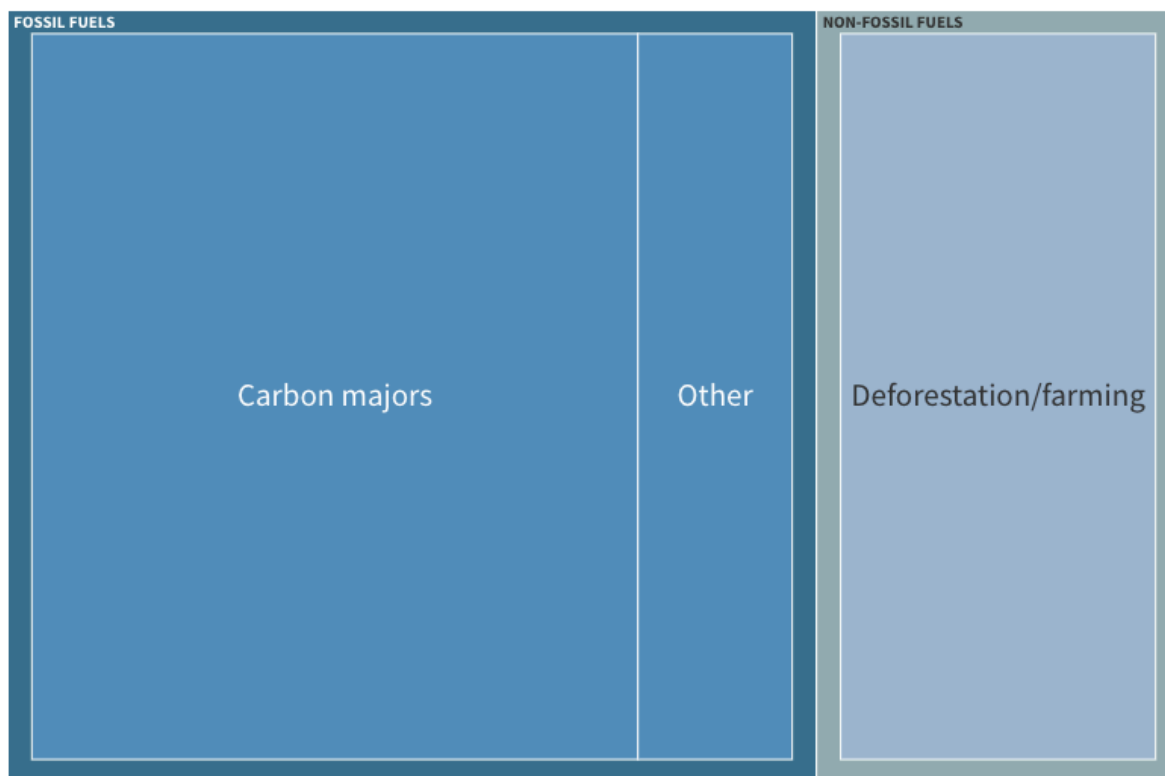 FOSSIL FUELS
NON-FOSSIL FUELS
Carbon majors
Other
Deforestation/farming